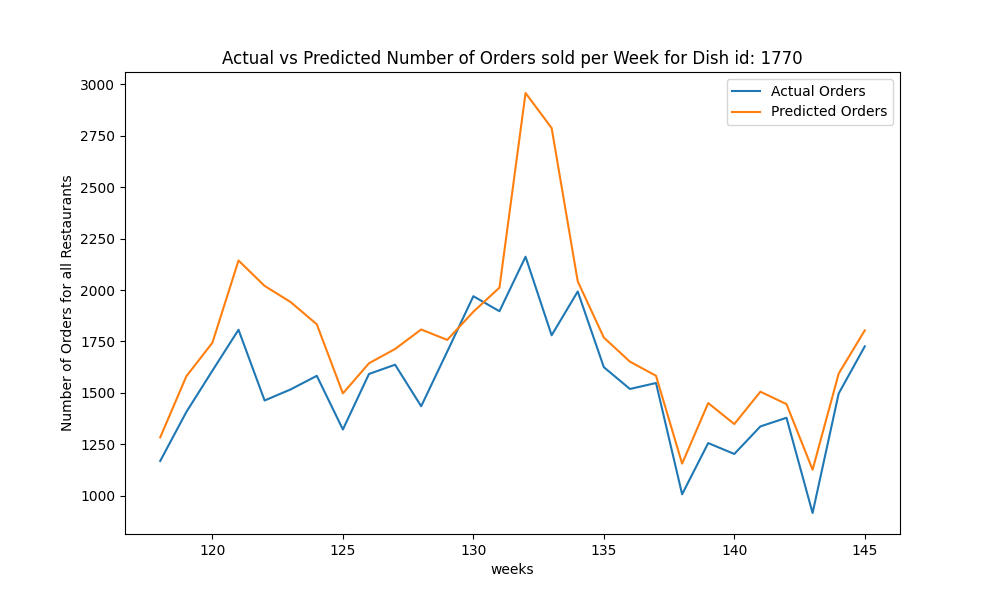 Actual vs Predicted Number of Orders sold per Week for Dish id: 1770
Actual Orders
Predicted Orders
Number of Orders for all Restaurants
3000
2750
2500
2250
2000
1750
1500
1250
1000
120 125 130 135 140 145
weeks